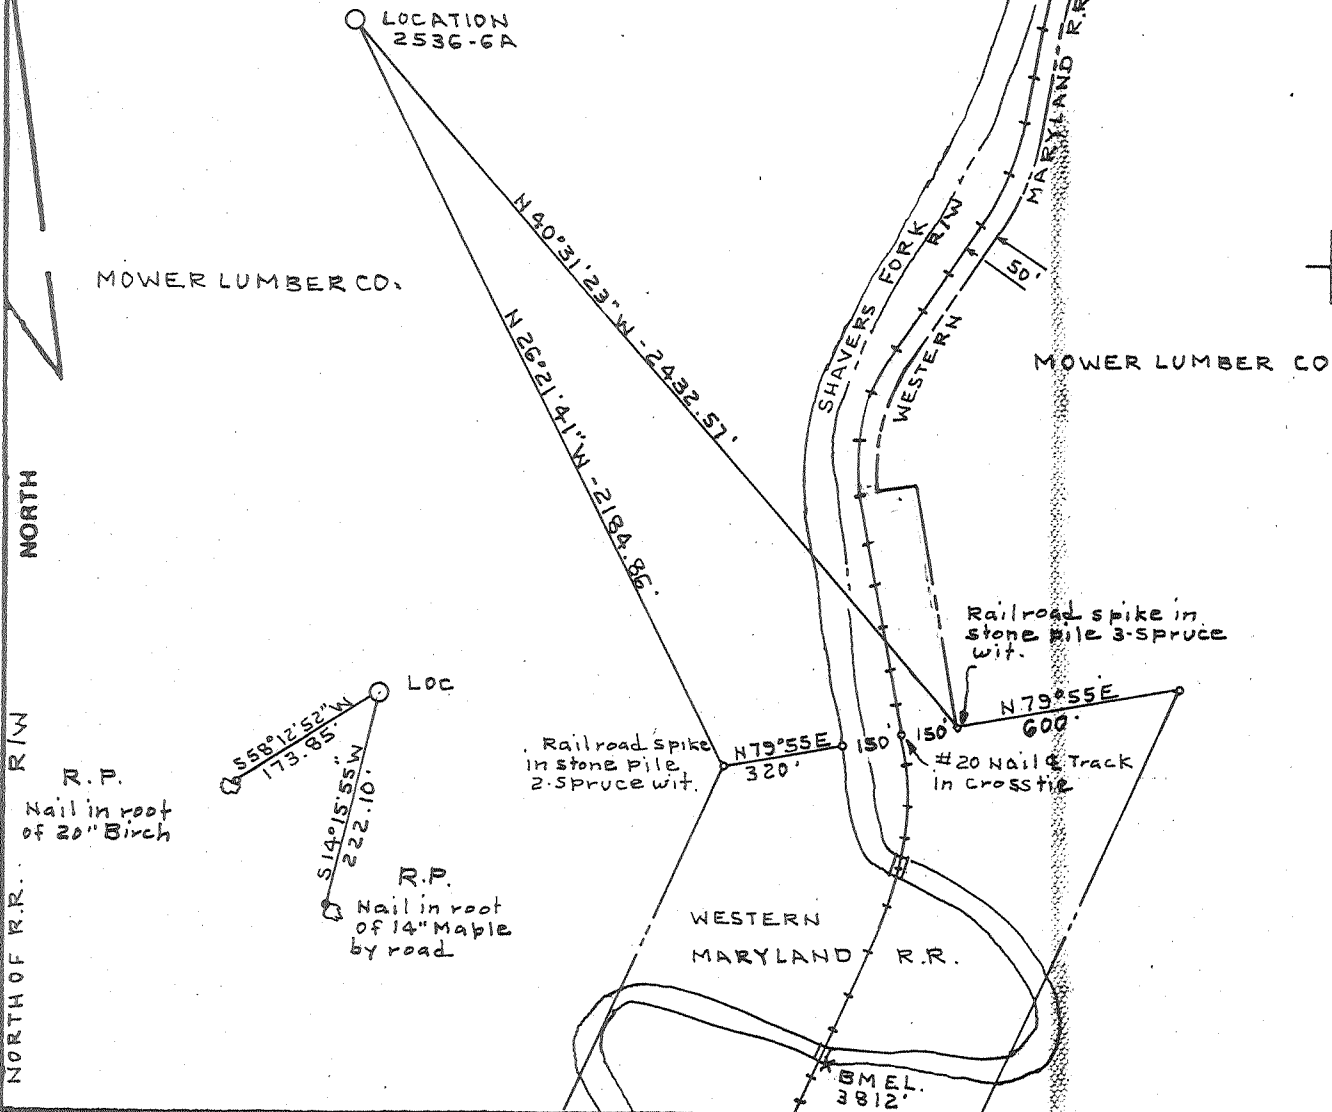 LOCATION
2536-6A
N 40°31'23" W - 2432.57'
N 26°21'41" W - 2184.86'
MOWER LUMBER CO.
SHAVERS FORK
R/W
WESTERN MARYLAND R.R.
50'
MOWER LUMBER CO
NORTH
NORTH OF R.R. R/W
Railroad spike in
stone pile 3-Spruce
wit.
LOC
S58°12'52"W
173.85'
S14°15'55"W
222.10'
R.P.
Nail in root
of 20" Birch
R.P.
Nail in root
of 14" Maple
by road
Railroad Spike
in stone pile
2-Spruce wit.
N79°55E
320'
150'
150'
N79°55'E
600'
#20 Nail ℄ Track
in Crosstie
WESTERN
MARYLAND R.R.
BM EL.
3812'